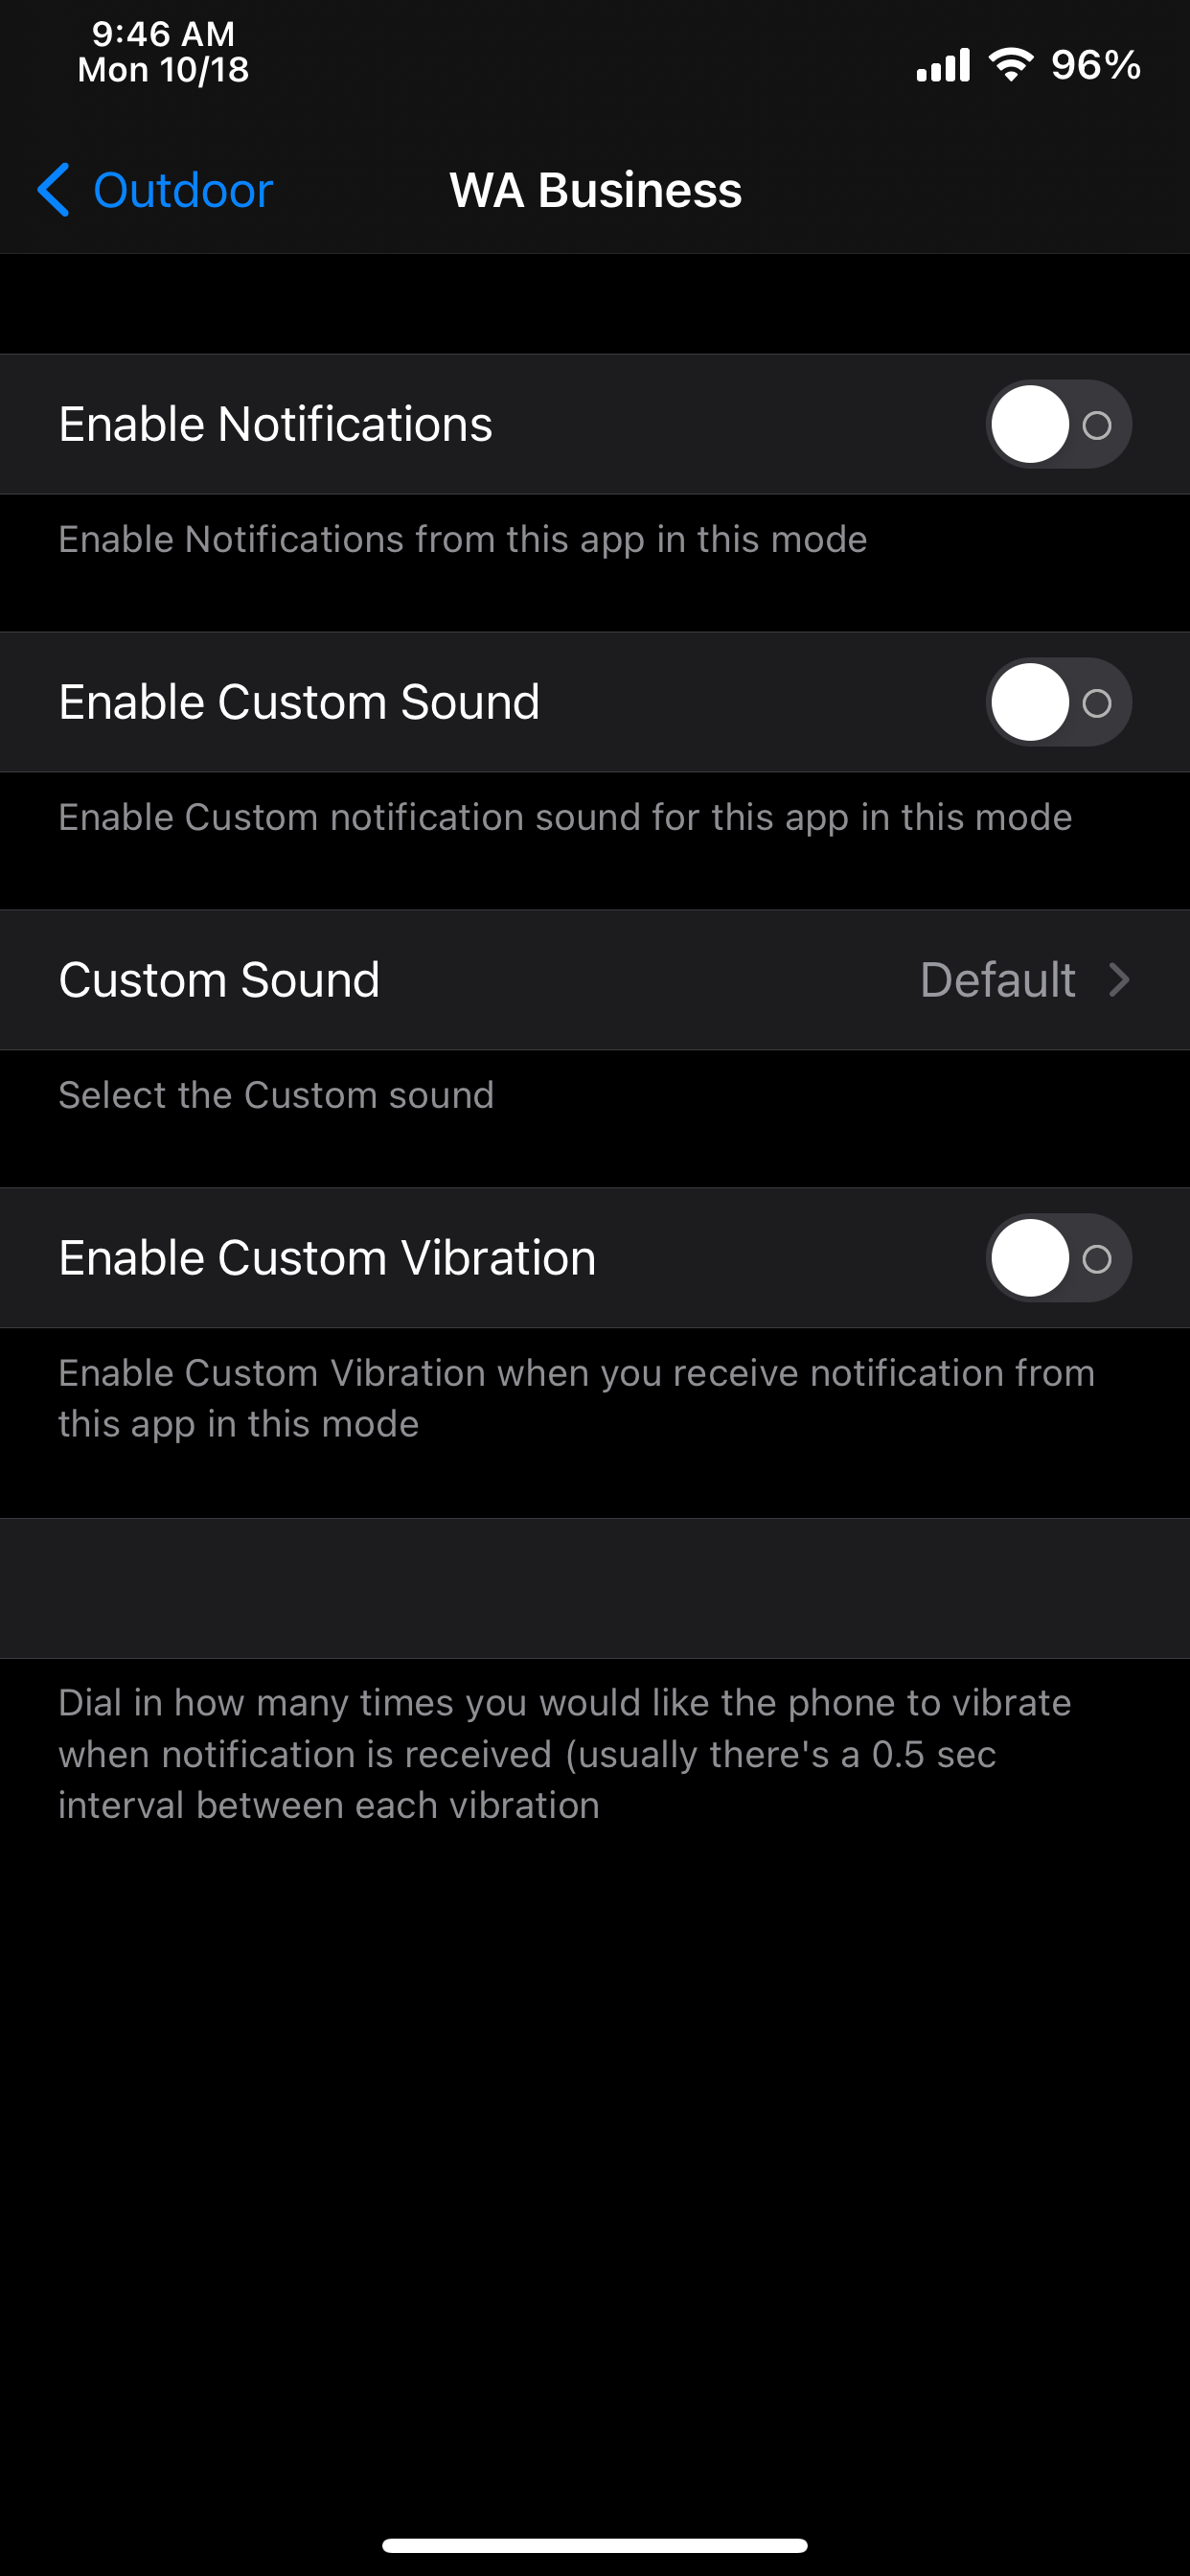 9:46 AM
Mon 10/18
96%
Outdoor
WA Business
Enable Notifications
Enable Notifications from this app in this mode
Enable Custom Sound
Enable Custom notification sound for this app in this mode
Custom Sound
Default
Select the Custom sound
Enable Custom Vibration
Enable Custom Vibration when you receive notification from
this app in this mode
Dial in how many times you would like the phone to vibrate
when notification is received (usually there's a 0.5 sec
interval between each vibration